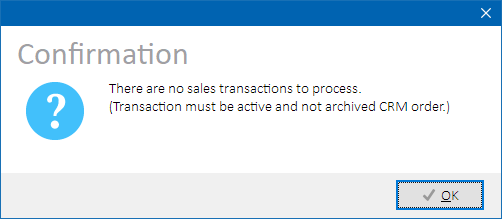 Confirmation
There are no sales transactions to process.
(Transaction must be active and not archived CRM order.)
OK